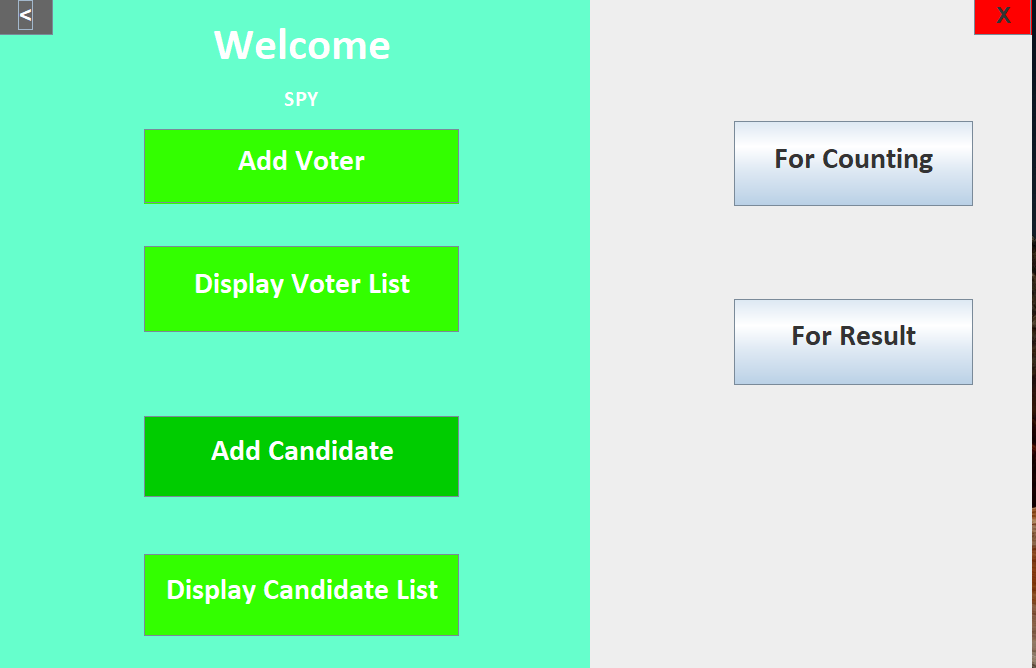 <
X
Welcome
SPY
Add Voter
Display Voter List
Add Candidate
Display Candidate List
For Counting
For Result